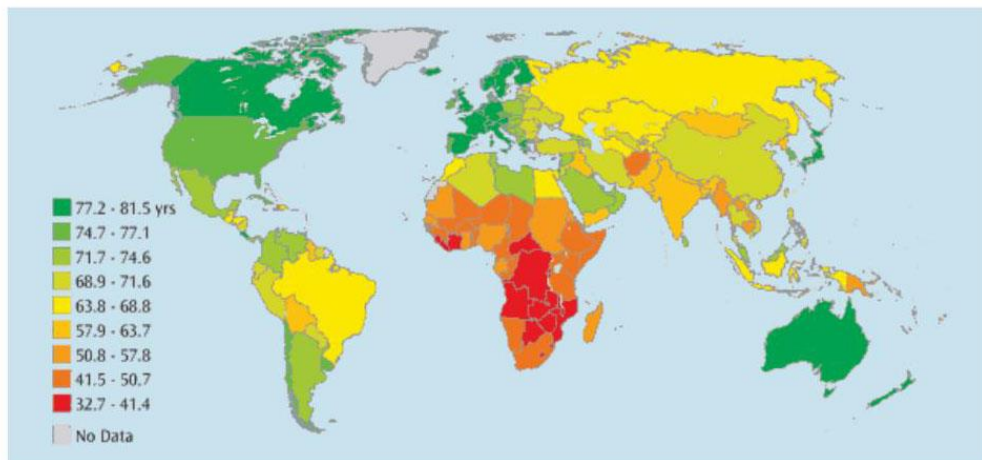 77.2 - 81.5 yrs
74.7 - 77.1
71.7 - 74.6
68.9 - 71.6
63.8 - 68.8
57.9 - 63.7
50.8 - 57.8
41.5 - 50.7
32.7 - 41.4
No Data